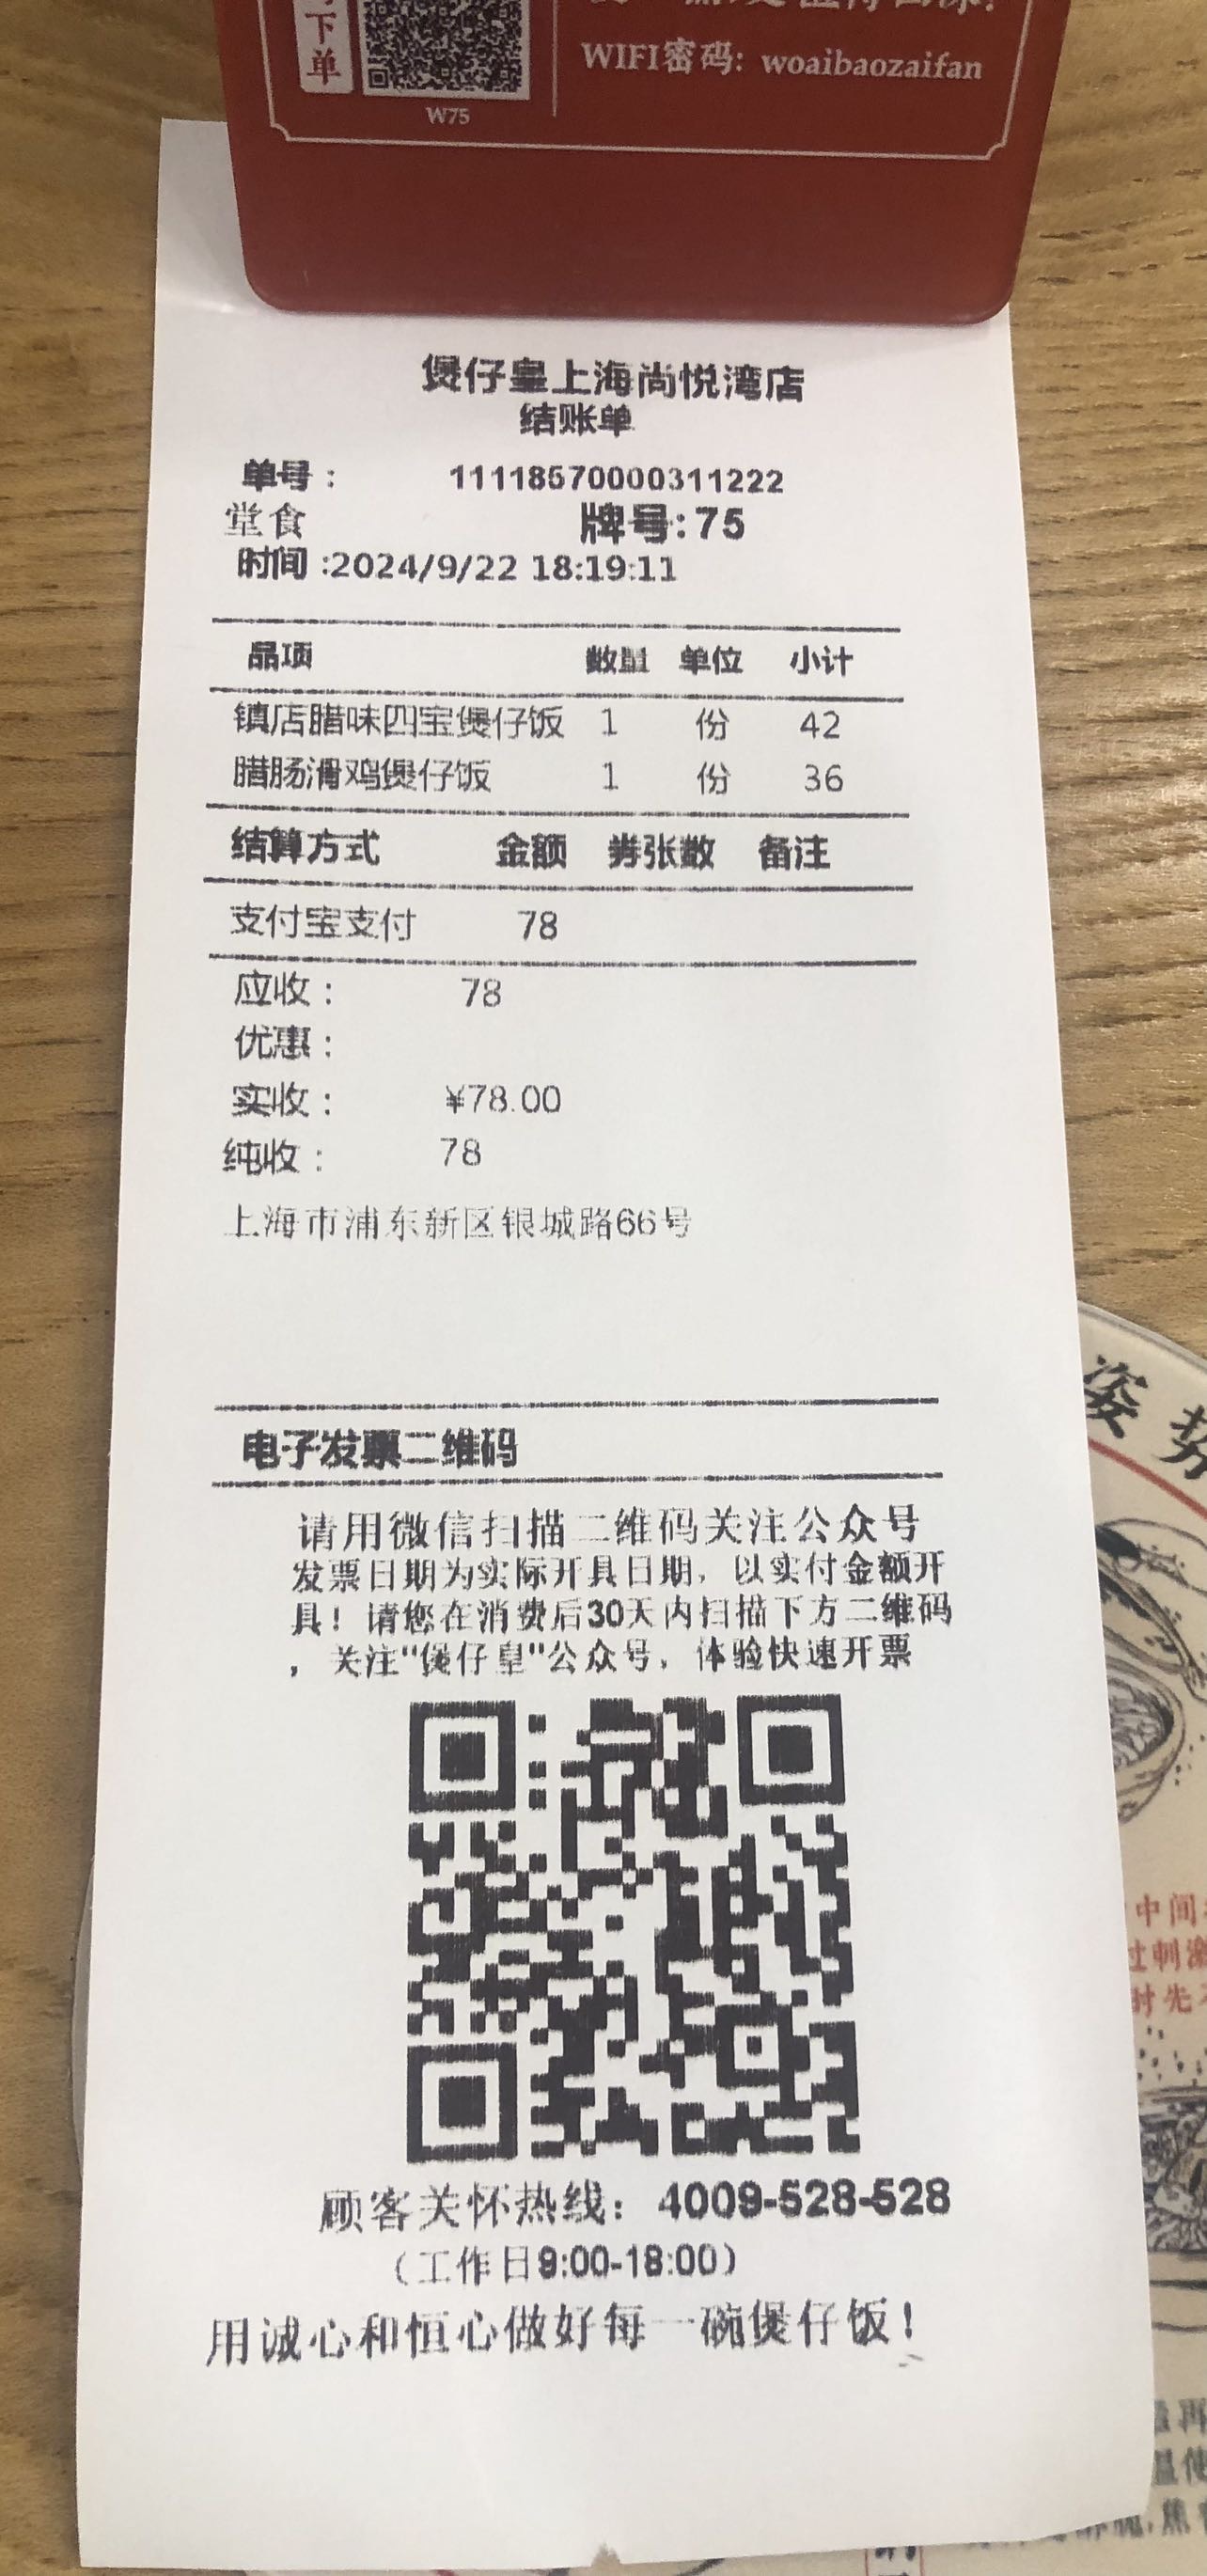 下单
W75
WIFI密码: woaibaozaifan
煲仔皇上海尚悦湾店
结账单
单号： 11118570000311222
堂食 牌号:75
时间:2024/9/22 18:19:11
品项 数量 单位 小计
镇店腊味四宝煲仔饭 1 份 42
腊肠滑鸡煲仔饭 1 份 36
结算方式 金额 券张数 备注
支付宝支付 78
应收： 78
优惠：
实收： ¥78.00
纯收： 78
上海市浦东新区银城路66号
电子发票二维码
请用微信扫描二维码关注公众号
发票日期为实际开具日期，以实付金额开
具！请您在消费后30天内扫描下方二维码
，关注"煲仔皇"公众号，体验快速开票
顾客关怀热线：4009-528-528
（工作日9:00-18:00）
用诚心和恒心做好每一碗煲仔饭！
姿势
中间
过刺激
时先